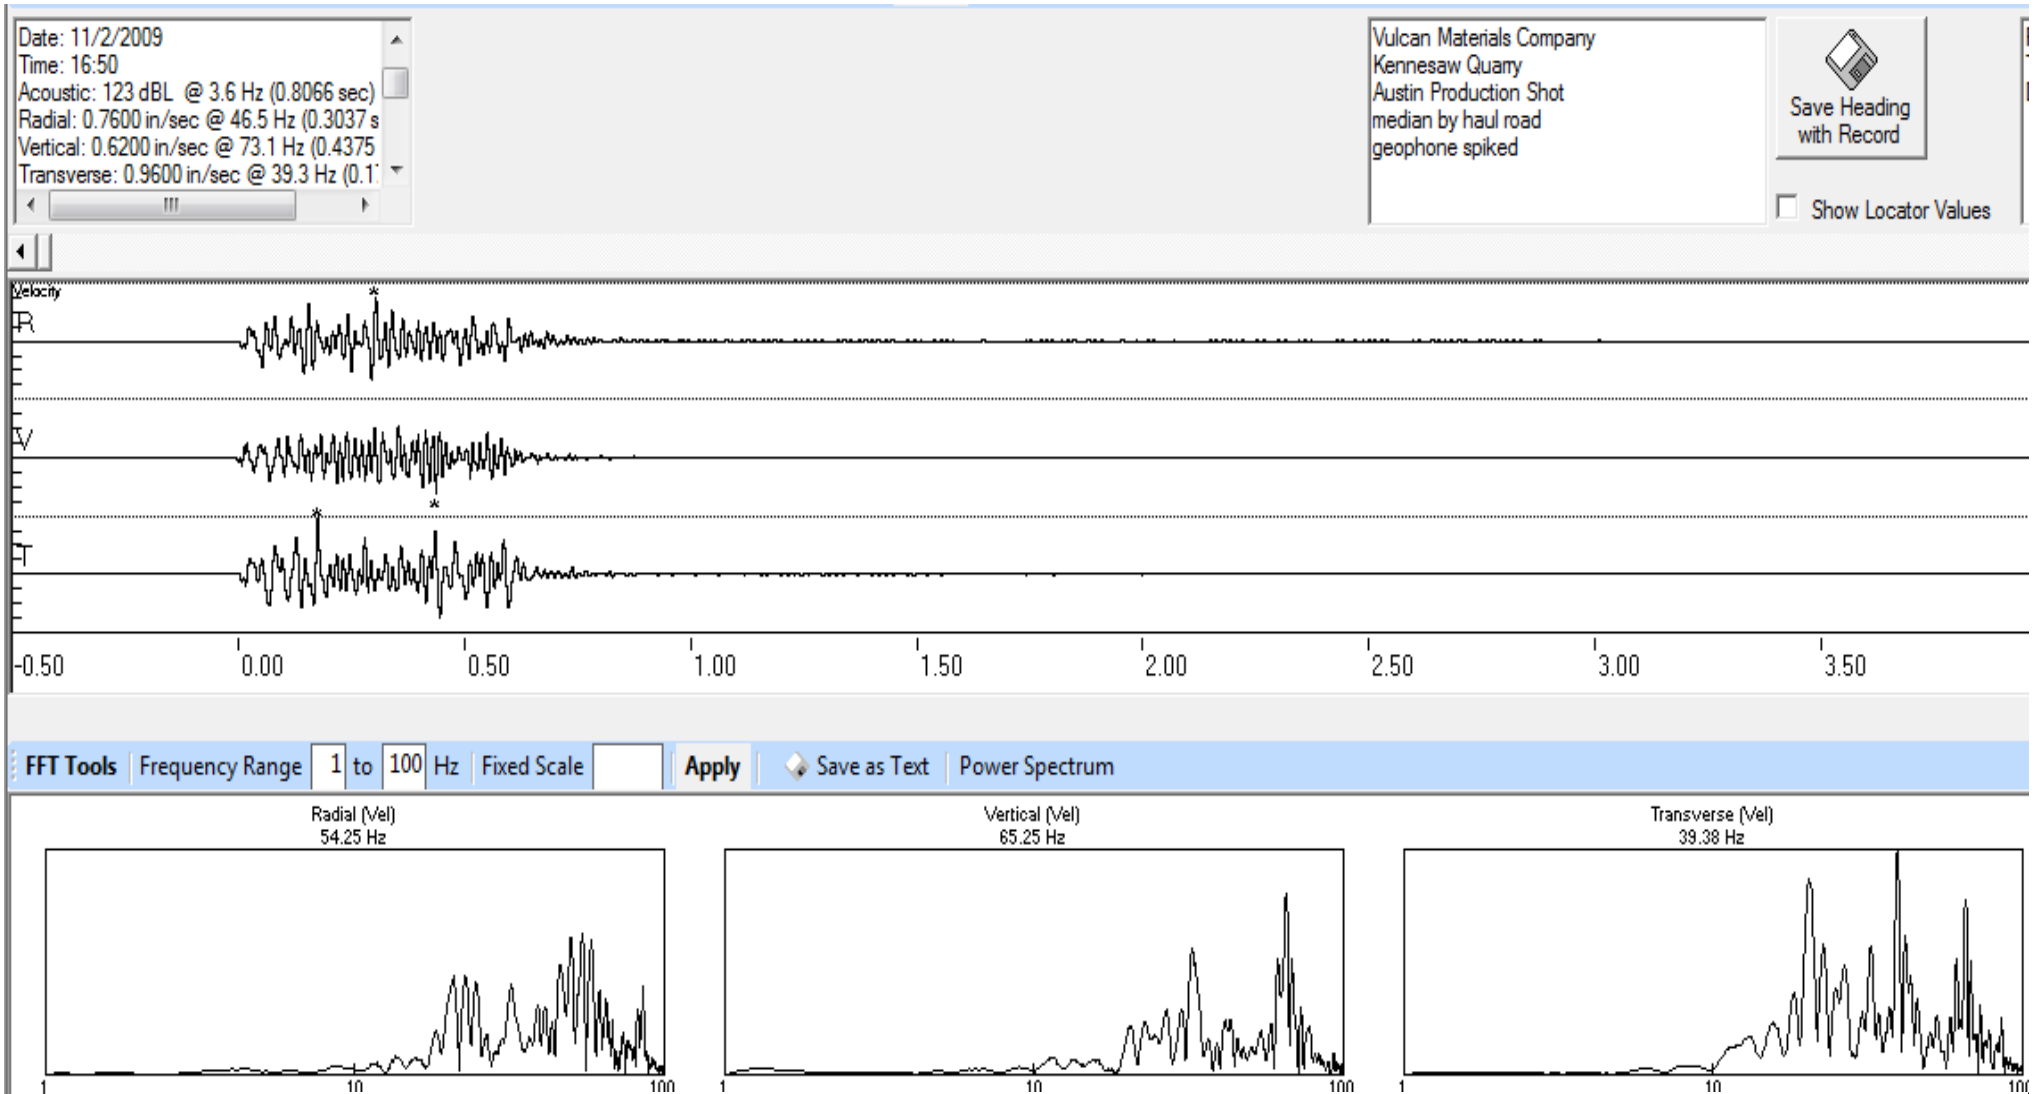 Date: 11/2/2009
Time: 16:50
Acoustic: 123 dBL @ 3.6 Hz (0.8066 sec)
Radial: 0.7600 in/sec @ 46.5 Hz (0.3037 s
Vertical: 0.6200 in/sec @ 73.1 Hz (0.4375
Transverse: 0.9600 in/sec @ 39.3 Hz (0.1
Vulcan Materials Company
Kennesaw Quarry
Austin Production Shot
median by haul road
geophone spiked
Save Heading
with Record
Show Locator Values
Velocity
R
V
T
-0.50 0.00 0.50 1.00 1.50 2.00 2.50 3.00 3.50
FFT Tools Frequency Range 1 to 100 Hz Fixed Scale Apply Save as Text Power Spectrum
Radial (Vel)
54.25 Hz
1 10 100
Vertical (Vel)
65.25 Hz
1 10 100
Transverse (Vel)
39.38 Hz
1 10 100